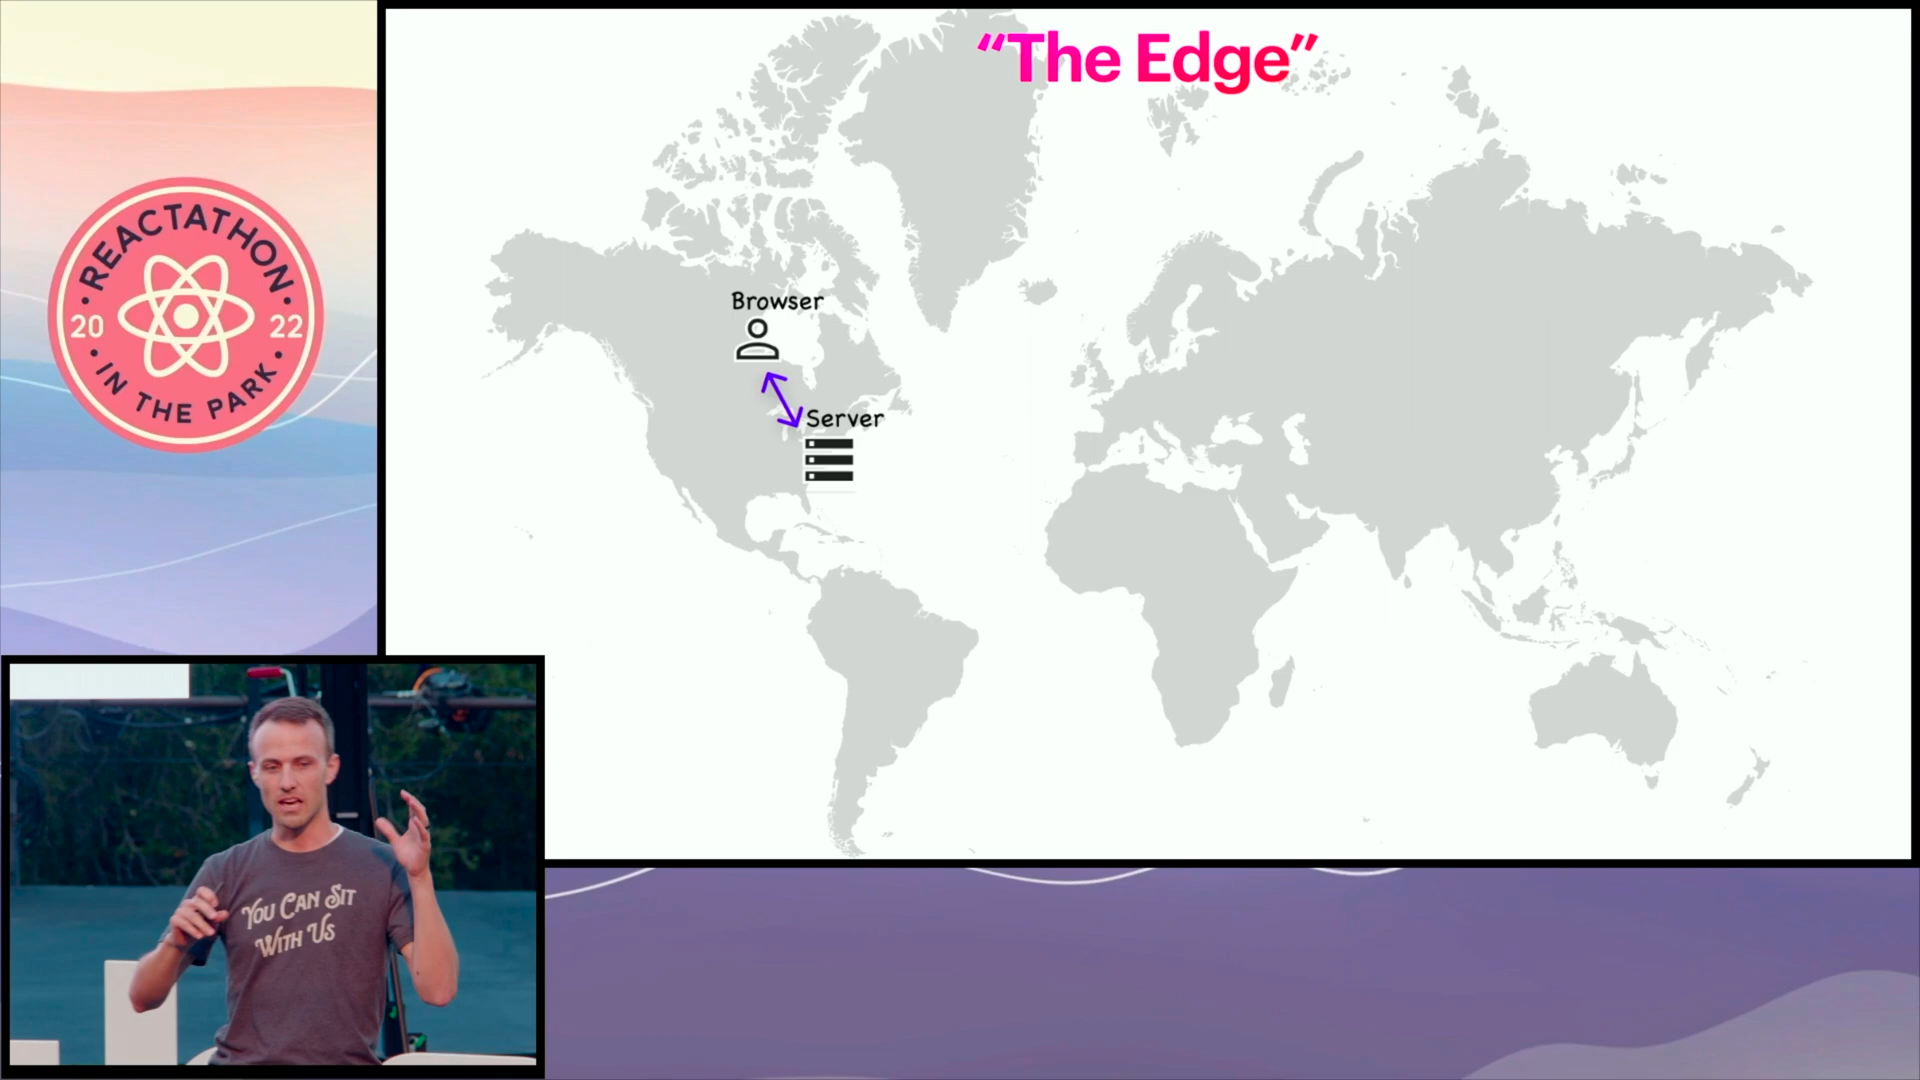 “The Edge”
REACTATHON
20 22
IN THE PARK
Browser
Server
You Can Sit
With Us